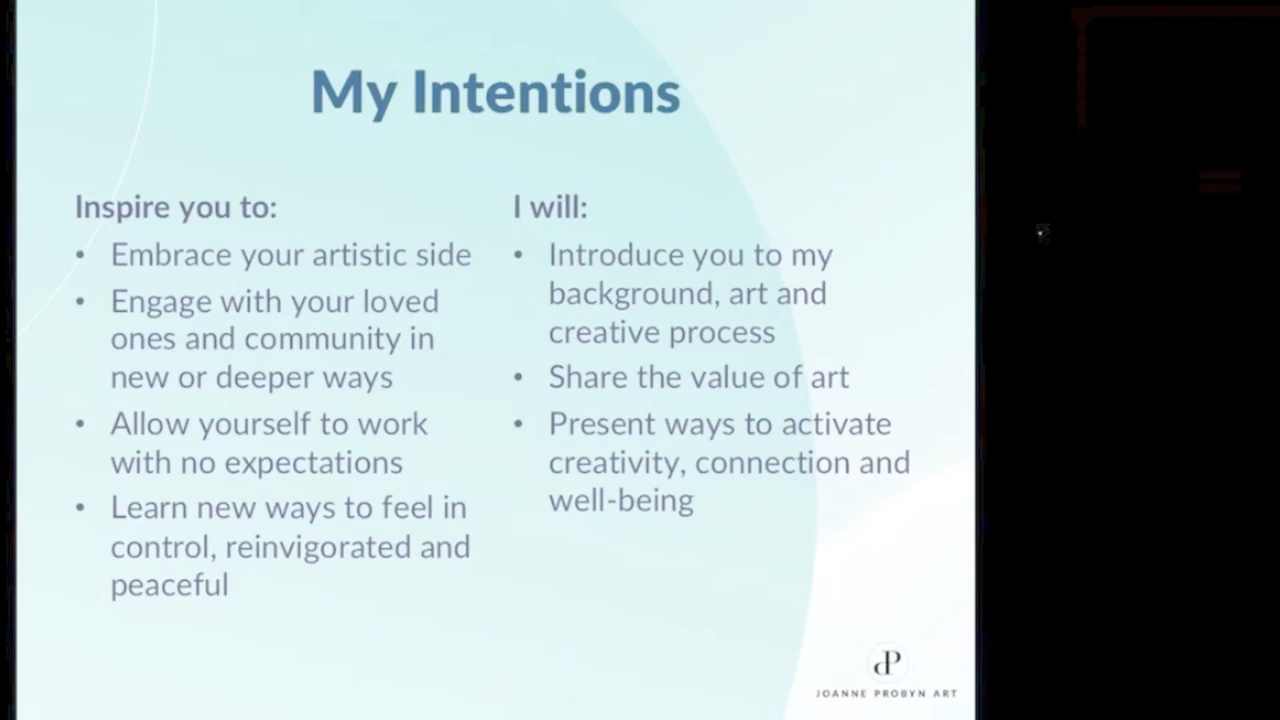 My Intentions
Inspire you to:
• Embrace your artistic side
• Engage with your loved
ones and community in
new or deeper ways
• Allow yourself to work
with no expectations
• Learn new ways to feel in
control, reinvigorated and
peaceful
I will:
• Introduce you to my
background, art and
creative process
• Share the value of art
• Present ways to activate
creativity, connection and
well-being
JP
JOANNE PROBYN ART